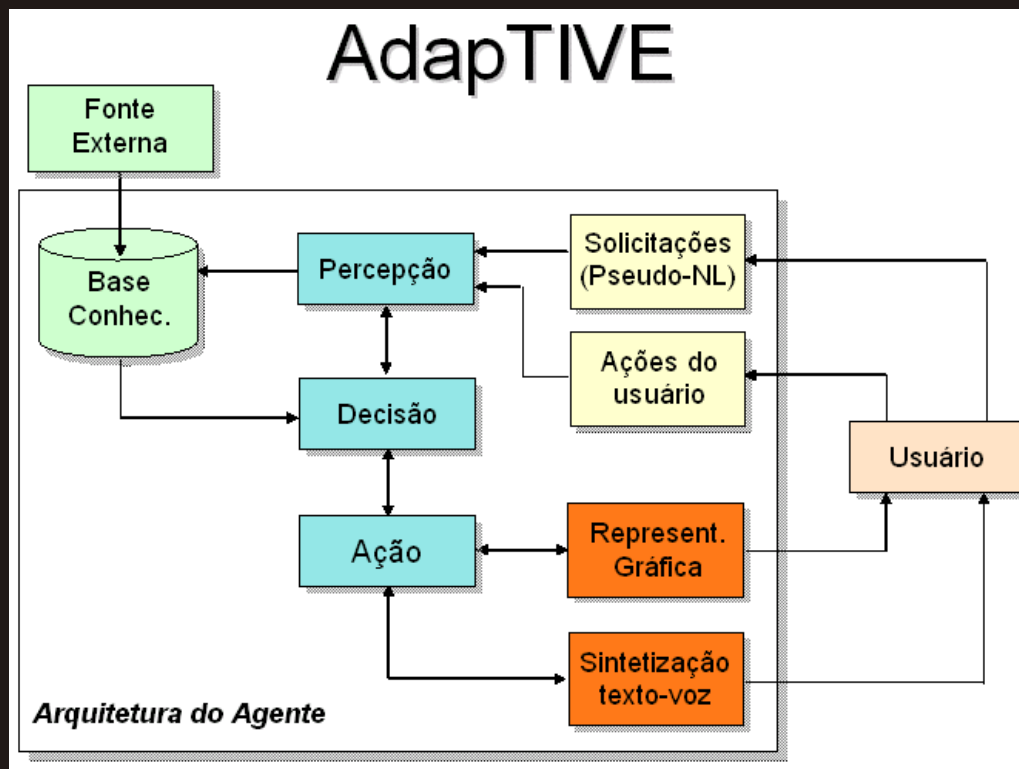 AdapTIVE
Fonte
Externa
Base
Conhec.
Percepção
Solicitações
(Pseudo-NL)
Ações do
usuário
Decisão
Usuário
Ação
Represent.
Gráfica
Sintetização
texto-voz
Arquitetura do Agente